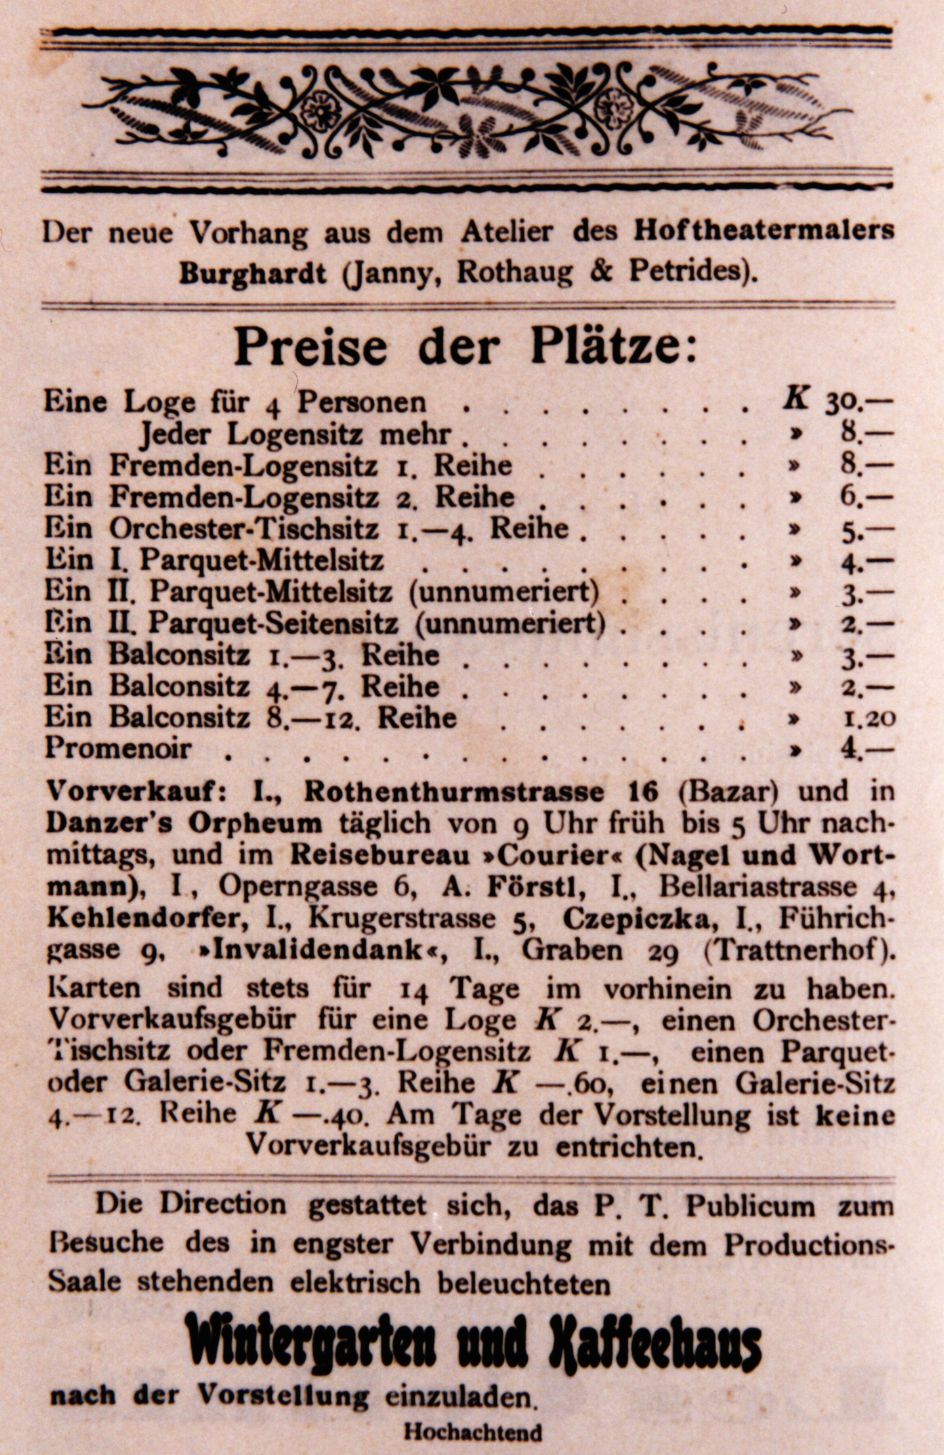 Der neue Vorhang aus dem Atelier des Hoftheatermalers
Burghardt (Janny, Rothaug & Petrides).
Preise der Plätze:
Eine Loge für 4 Personen . . . . . . . . K 30.—
Jeder Logensitz mehr . . . . . . . . » 8.—
Ein Fremden-Logensitz 1. Reihe . . . . . . » 8.—
Ein Fremden-Logensitz 2. Reihe . . . . . . » 6.—
Ein Orchester-Tischsitz 1.—4. Reihe . . . . . » 5.—
Ein I. Parquet-Mittelsitz . . . . . . . . . » 4.—
Ein II. Parquet-Mittelsitz (unnumeriert) . . . . » 3.—
Ein II. Parquet-Seitensitz (unnumeriert) . . . . » 2.—
Ein Balconsitz 1.—3. Reihe . . . . . . . . » 3.—
Ein Balconsitz 4.—7. Reihe . . . . . . . . » 2.—
Ein Balconsitz 8.—12. Reihe . . . . . . . » 1.20
Promenoir . . . . . . . . . . . . . . » 4.—
Vorverkauf: I., Rothenthurmstrasse 16 (Bazar) und in
Danzer's Orpheum täglich von 9 Uhr früh bis 5 Uhr nach-
mittags, und im Reisebureau »Courier« (Nagel und Wort-
mann), I., Operngasse 6, A. Förstl, I., Bellariastrasse 4,
Kehlendorfer, I., Krugerstrasse 5, Czepiczka, I., Führich-
gasse 9, »Invalidendank«, I., Graben 29 (Trattnerhof).
Karten sind stets für 14 Tage im vorhinein zu haben.
Vorverkaufsgebür für eine Loge K 2.—, einen Orchester-
Tischsitz oder Fremden-Logensitz K 1.—, einen Parquet-
oder Galerie-Sitz 1.—3. Reihe K —.60, einen Galerie-Sitz
4.—12. Reihe K —.40. Am Tage der Vorstellung ist keine
Vorverkaufsgebür zu entrichten.
Die Direction gestattet sich, das P. T. Publicum zum
Besuche des in engster Verbindung mit dem Productions-
Saale stehenden elektrisch beleuchteten
Wintergarten und Kaffeehaus
nach der Vorstellung einzuladen.
Hochachtend